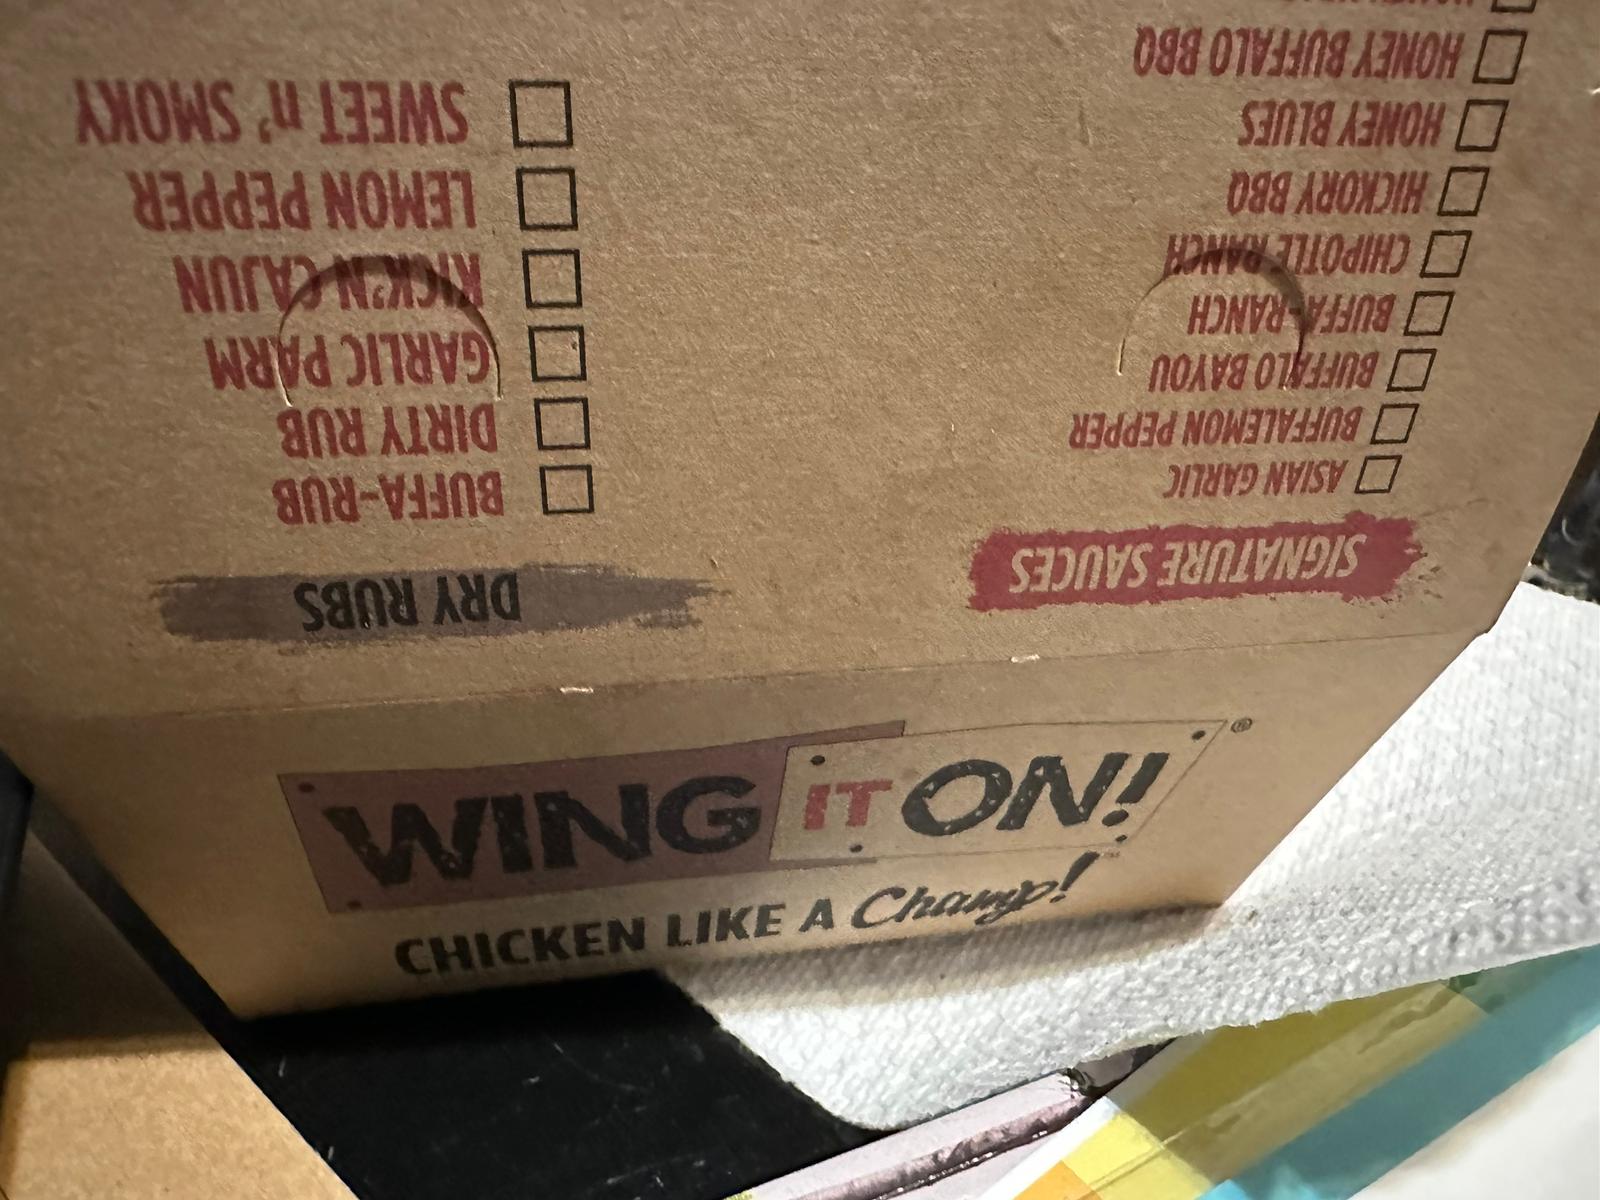 WING IT ON!®
CHICKEN LIKE A Champ!
SIGNATURE SAUCES
ASIAN GARLIC
BUFFALEMON PEPPER
BUFFALO BAYOU
BUFFA-RANCH
CHIPOTLE RANCH
HICKORY BBQ
HONEY BLUES
HONEY BUFFALO BBQ
DRY RUBS
BUFFA-RUB
DIRTY RUB
GARLIC PARM
KICK'N CAJUN
LEMON PEPPER
SWEET n' SMOKY